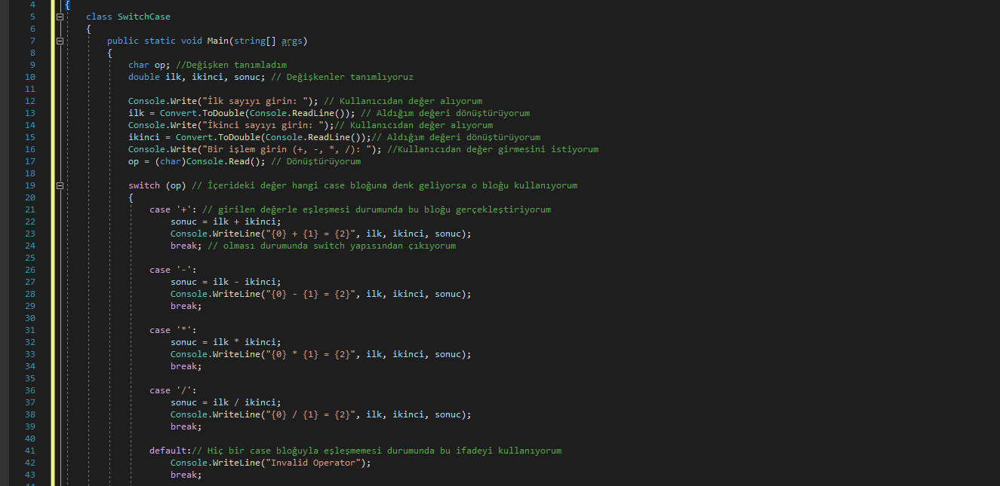 4 {
5 class SwitchCase
6 {
7 public static void Main(string[] args)
8 {
9 char op; //Değişken tanımladım
10 double ilk, ikinci, sonuc; // Değişkenler tanımlıyoruz
11
12 Console.Write("İlk sayıyı girin: "); // Kullanıcıdan değer alıyorum
13 ilk = Convert.ToDouble(Console.ReadLine()); // Aldığım değeri dönüştürüyorum
14 Console.Write("İkinci sayıyı girin: ");// Kullanıcıdan değer alıyorum
15 ikinci = Convert.ToDouble(Console.ReadLine());// Aldığım değeri dönüştürüyorum
16 Console.Write("Bir işlem girin (+, -, *, /): "); //Kullanıcıdan değer girmesini istiyorum
17 op = (char)Console.Read(); // Dönüştürüyorum
18
19 switch (op) // İçerideki değer hangi case bloğuna denk geliyorsa o bloğu kullanıyorum
20 {
21 case '+': // girilen değerle eşleşmesi durumunda bu bloğu gerçekleştiriyorum
22 sonuc = ilk + ikinci;
23 Console.WriteLine("{0} + {1} = {2}", ilk, ikinci, sonuc);
24 break; // olması durumunda switch yapısından çıkıyorum
25
26 case '-':
27 sonuc = ilk - ikinci;
28 Console.WriteLine("{0} - {1} = {2}", ilk, ikinci, sonuc);
29 break;
30
31 case '*':
32 sonuc = ilk * ikinci;
33 Console.WriteLine("{0} * {1} = {2}", ilk, ikinci, sonuc);
34 break;
35
36 case '/':
37 sonuc = ilk / ikinci;
38 Console.WriteLine("{0} / {1} = {2}", ilk, ikinci, sonuc);
39 break;
40
41 default:// Hiç bir case bloğuyla eşleşmemesi durumunda bu ifadeyi kullanıyorum
42 Console.WriteLine("Invalid Operator");
43 break;